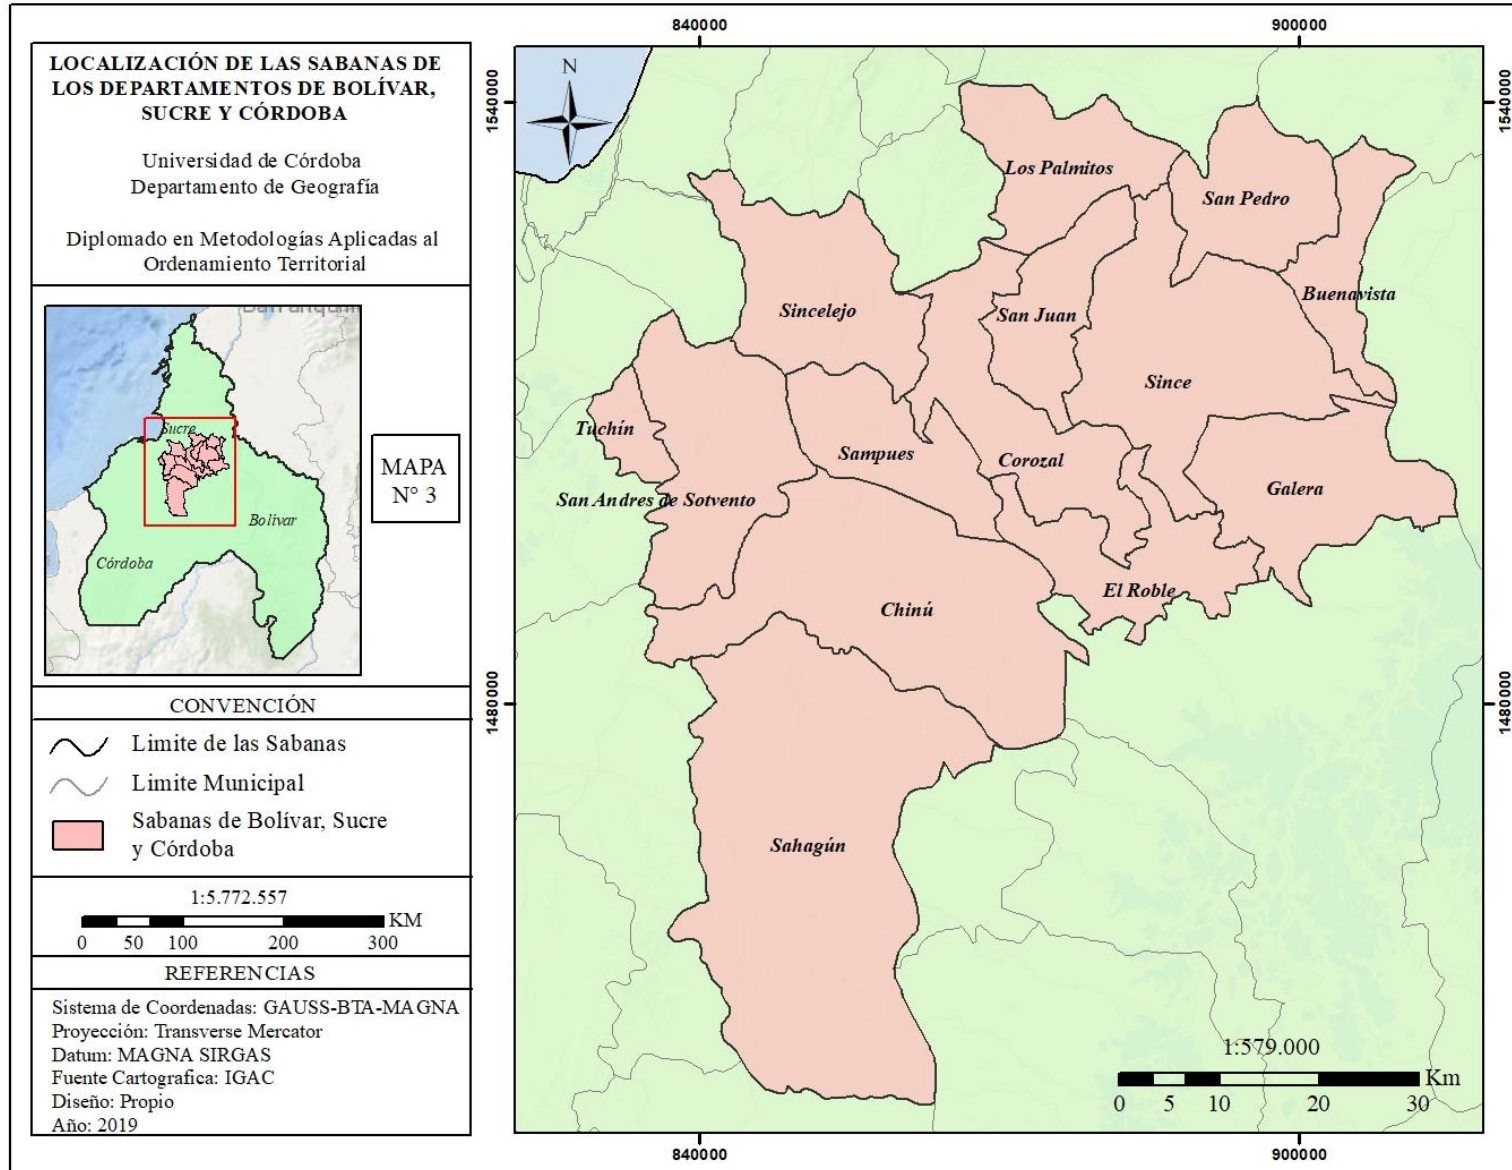 LOCALIZACIÓN DE LAS SABANAS DE
LOS DEPARTAMENTOS DE BOLÍVAR,
SUCRE Y CÓRDOBA
Universidad de Córdoba
Departamento de Geografía
Diplomado en Metodologías Aplicadas al
Ordenamiento Territorial
Sucre
Bolívar
Córdoba
MAPA
N° 3
CONVENCIÓN
Limite de las Sabanas
Limite Municipal
Sabanas de Bolívar, Sucre
y Córdoba
1:5.772.557
KM
0 50 100 200 300
REFERENCIAS
Sistema de Coordenadas: GAUSS-BTA-MAGNA
Proyección: Transverse Mercator
Datum: MAGNA SIRGAS
Fuente Cartografica: IGAC
Diseño: Propio
Año: 2019
840000 900000
1540000 1540000
N
Los Palmitos
San Pedro
Buenavista
Sincelejo
San Juan
Since
Tuchín
Sampues
Corozal
Galera
San Andres de Sotvento
El Roble
Chinú
1480000 1480000
Sahagún
1:579.000
Km
0 5 10 20 30
840000 900000